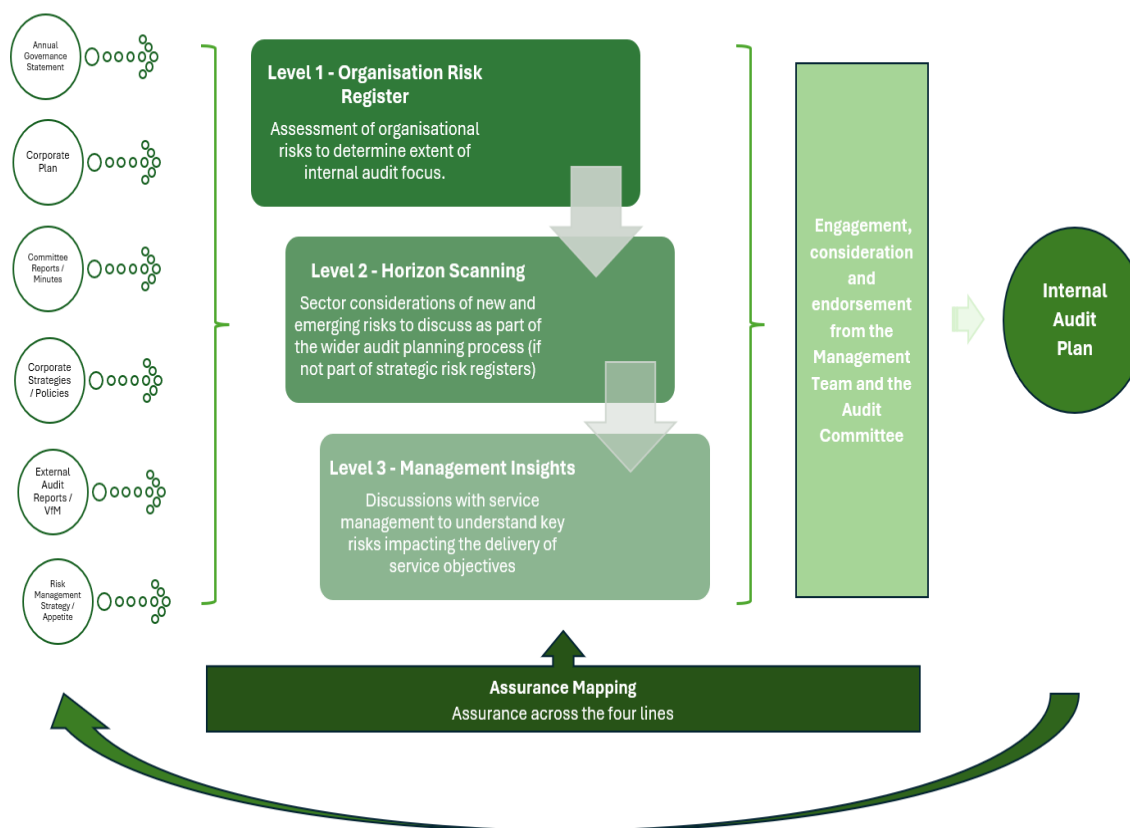 Annual
Governance
Statement
Corporate
Plan
Committee
Reports /
Minutes
Corporate
Strategies
/ Policies
External
Audit
Reports /
VfM
Risk
Management
Strategy /
Appetite
Level 1 - Organisation Risk
Register
Assessment of organisational
risks to determine extent of
internal audit focus.
Level 2 - Horizon Scanning
Sector considerations of new and
emerging risks to discuss as part of
the wider audit planning process (if
not part of strategic risk registers)
Level 3 - Management Insights
Discussions with service
management to understand key
risks impacting the delivery of
service objectives
Engagement,
consideration
and
endorsement
from the
Management
Team and the
Audit
Committee
Internal
Audit
Plan
Assurance Mapping
Assurance across the four lines